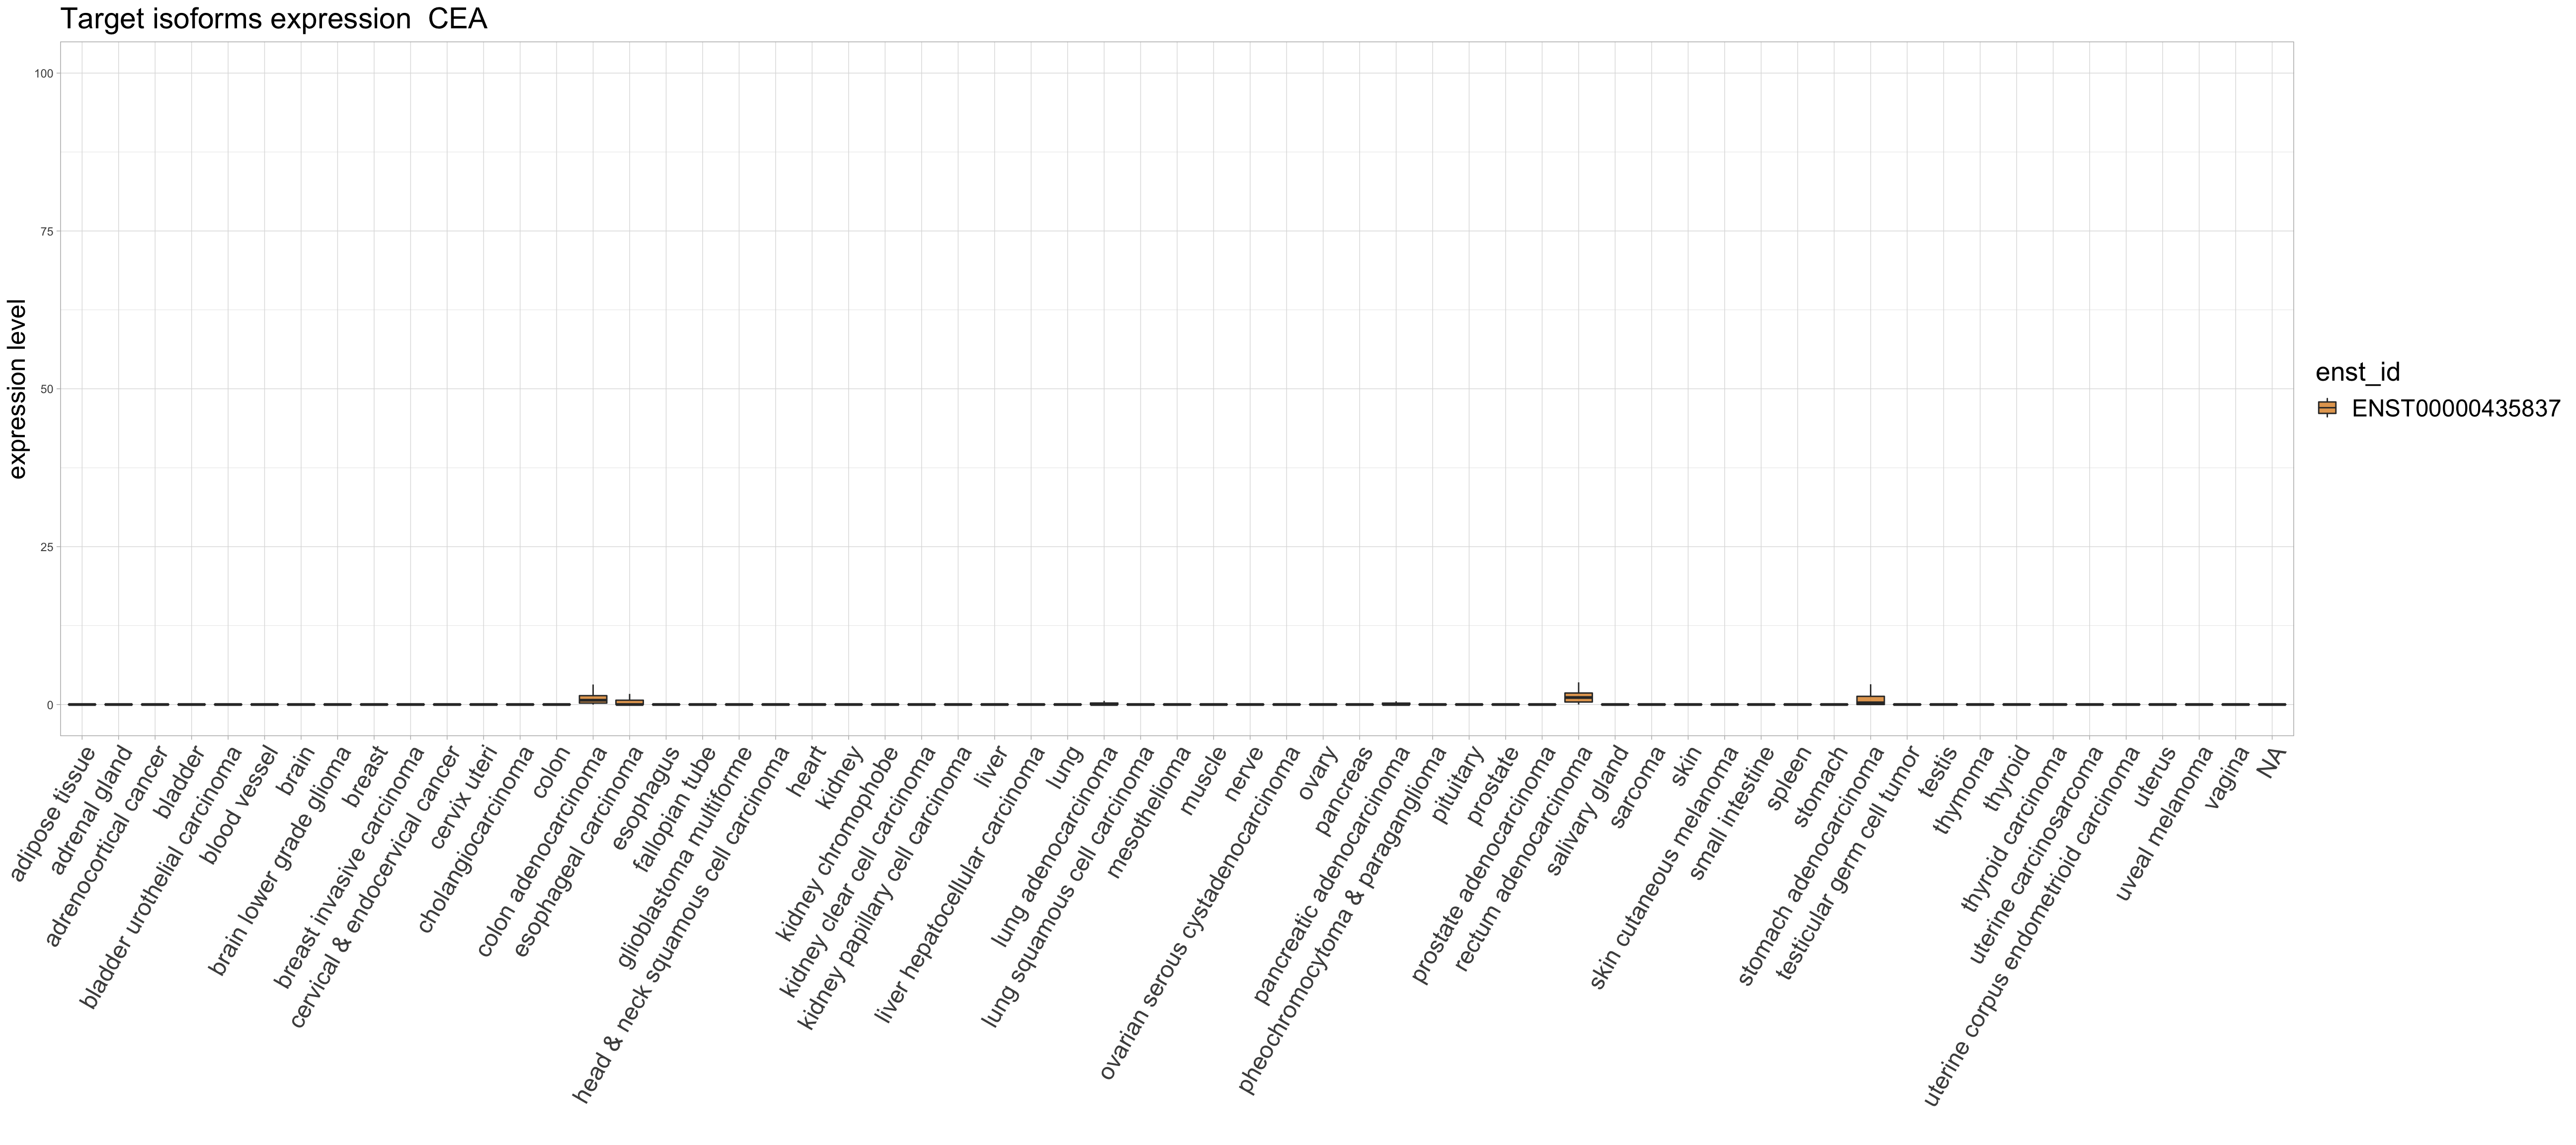 Target isoforms expression  CEA
expression level
100
75
50
25
0
enst_id
ENST00000435837
adipose tissue
adrenal gland
adrenocortical cancer
bladder
bladder urothelial carcinoma
blood vessel
brain
brain lower grade glioma
breast
breast invasive carcinoma
cervical & endocervical cancer
cervix uteri
cholangiocarcinoma
colon
colon adenocarcinoma
esophageal carcinoma
esophagus
fallopian tube
glioblastoma multiforme
head & neck squamous cell carcinoma
heart
kidney
kidney chromophobe
kidney clear cell carcinoma
kidney papillary cell carcinoma
liver
liver hepatocellular carcinoma
lung
lung adenocarcinoma
lung squamous cell carcinoma
mesothelioma
muscle
nerve
ovarian serous cystadenocarcinoma
ovary
pancreas
pancreatic adenocarcinoma
pheochromocytoma & paraganglioma
pituitary
prostate
prostate adenocarcinoma
rectum adenocarcinoma
salivary gland
sarcoma
skin
skin cutaneous melanoma
small intestine
spleen
stomach
stomach adenocarcinoma
testicular germ cell tumor
testis
thymoma
thyroid
thyroid carcinoma
uterine carcinosarcoma
uterine corpus endometrioid carcinoma
uterus
uveal melanoma
vagina
NA